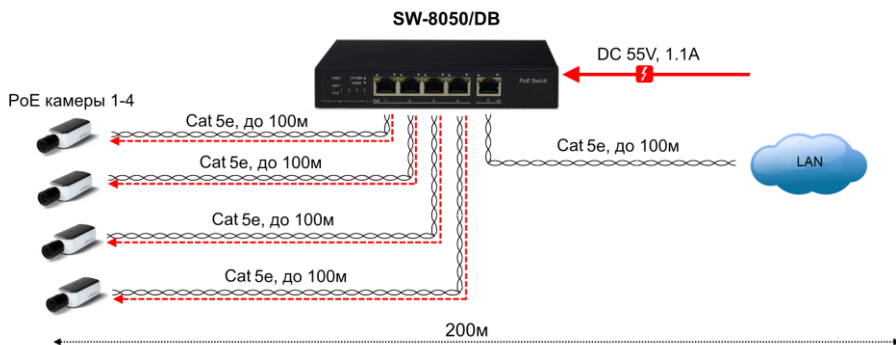 SW-8050/DB
DC 55V, 1.1A
PoE Switch
PoE камеры 1-4
Cat 5e, до 100м
Cat 5e, до 100м
Cat 5e, до 100м
LAN
Cat 5e, до 100м
Cat 5e, до 100м
200м